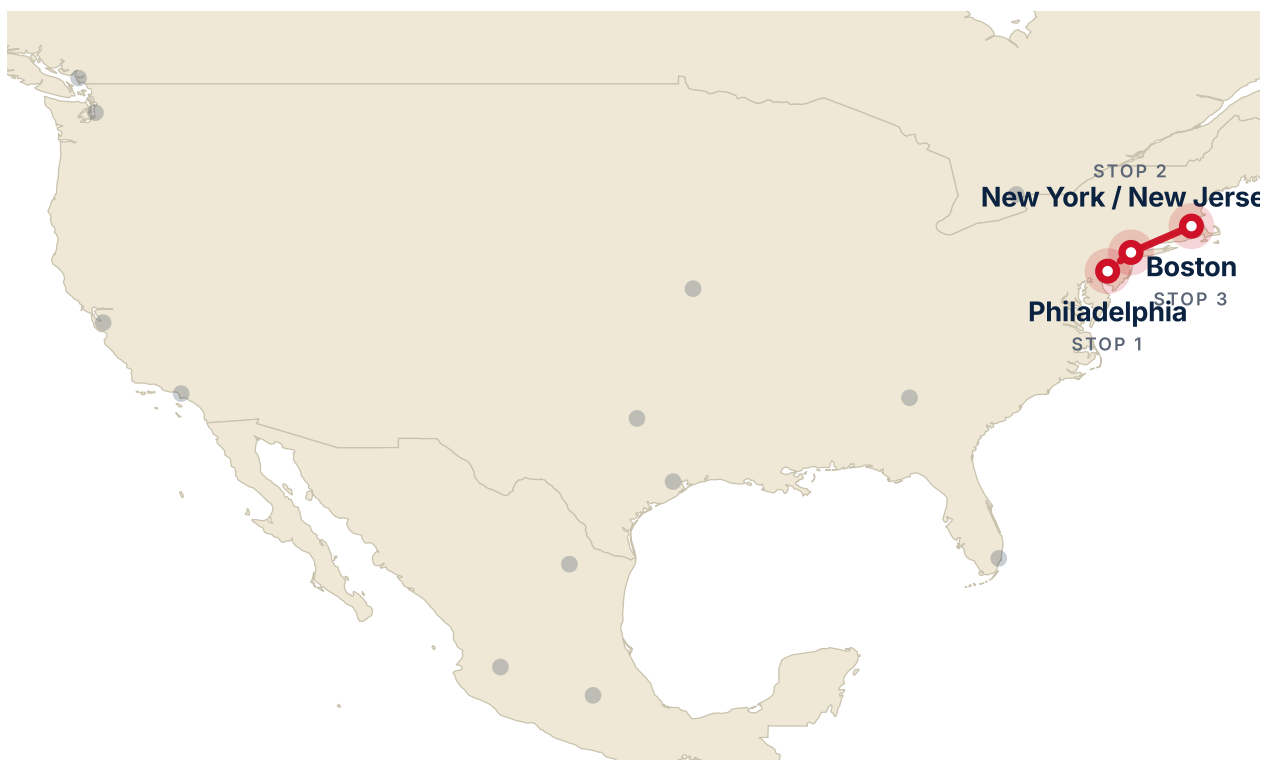 STOP 2
New York / New Jerse
Boston
STOP 3
Philadelphia
STOP 1